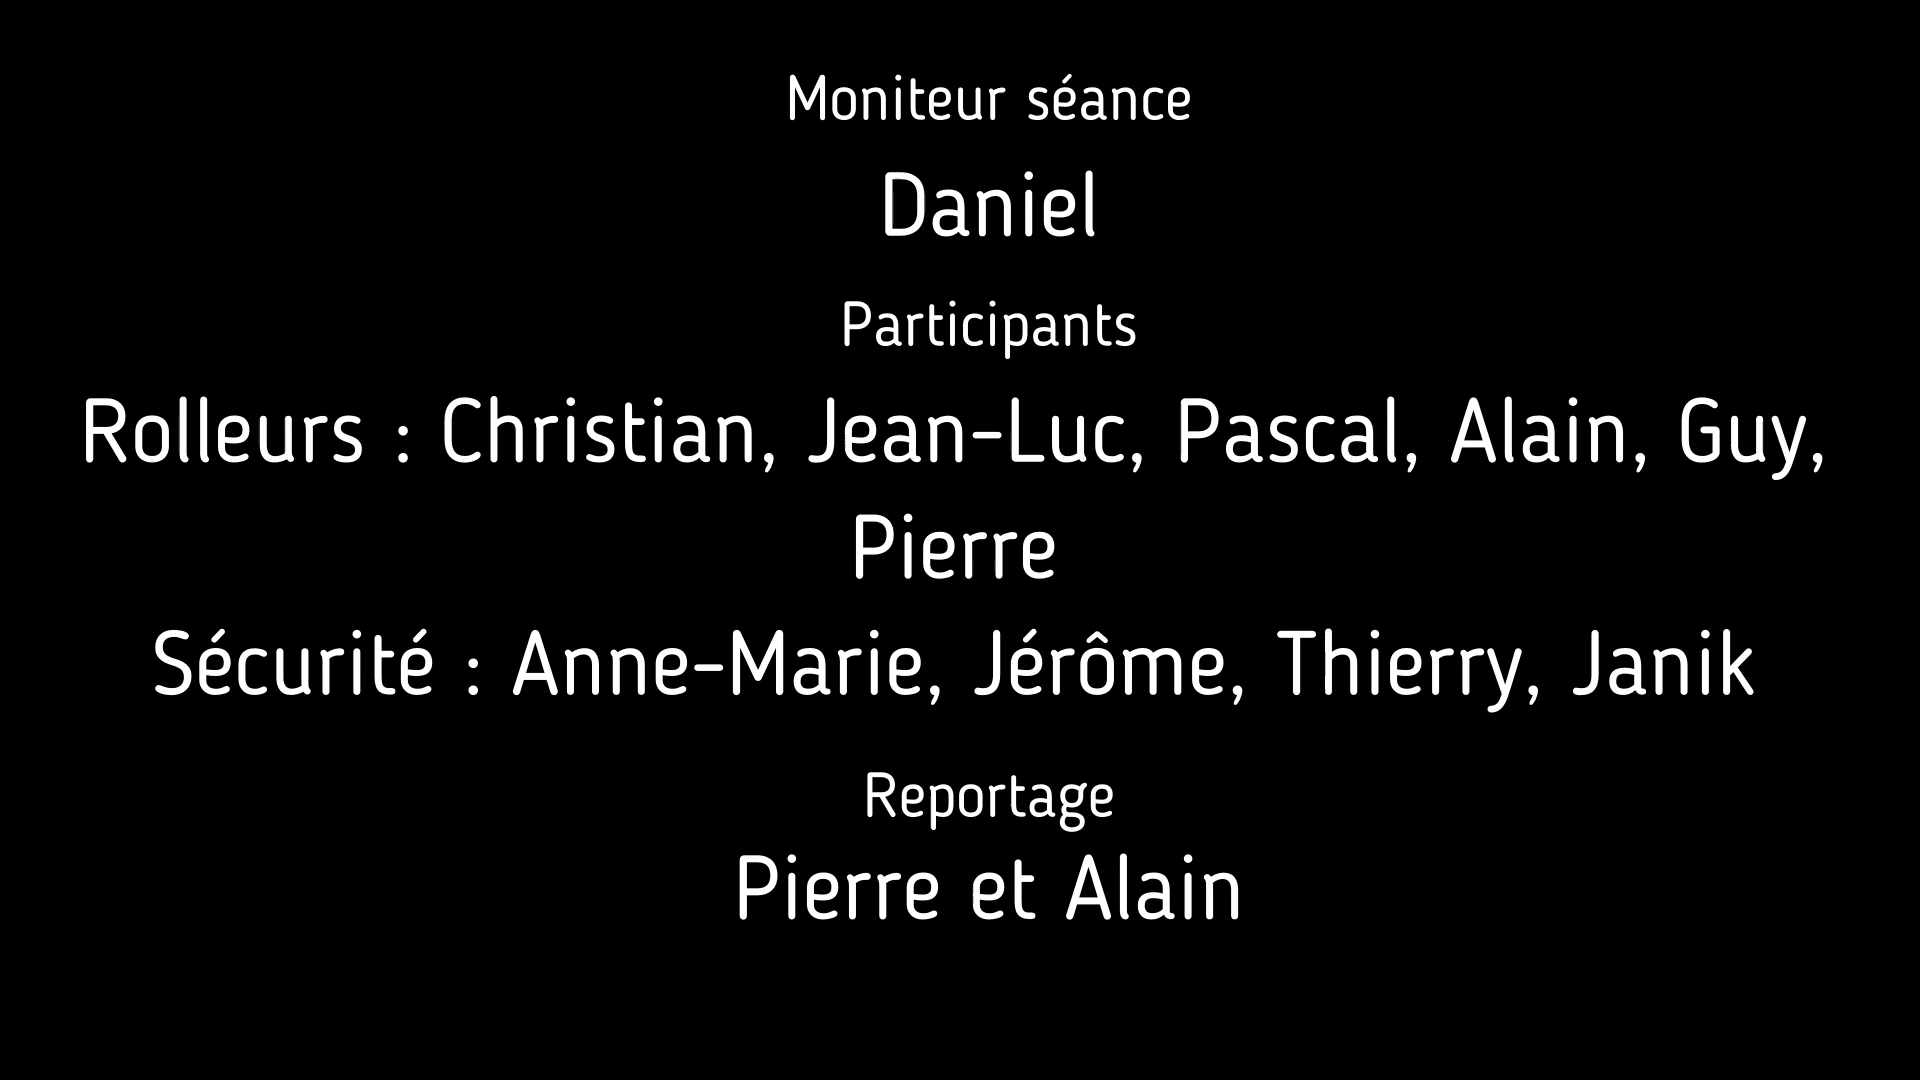 Moniteur séance
Daniel
Participants
Rolleurs : Christian, Jean-Luc, Pascal, Alain, Guy,
Pierre
Sécurité : Anne-Marie, Jérôme, Thierry, Janik
Reportage
Pierre et Alain